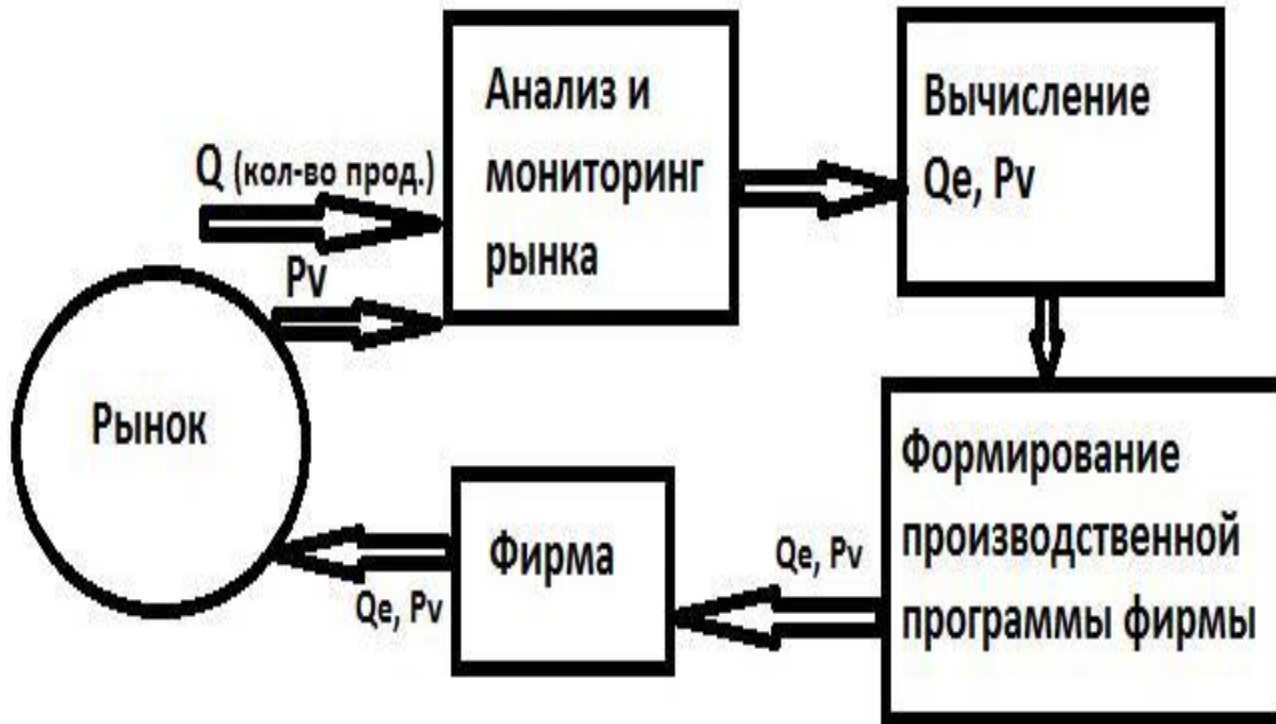 Анализ и
мониторинг
рынка
Вычисление
Qe, Pv
Q (кол-во прод.)
Pv
Рынок
Фирма
Qe, Pv
Qe, Pv
Формирование
производственной
программы фирмы